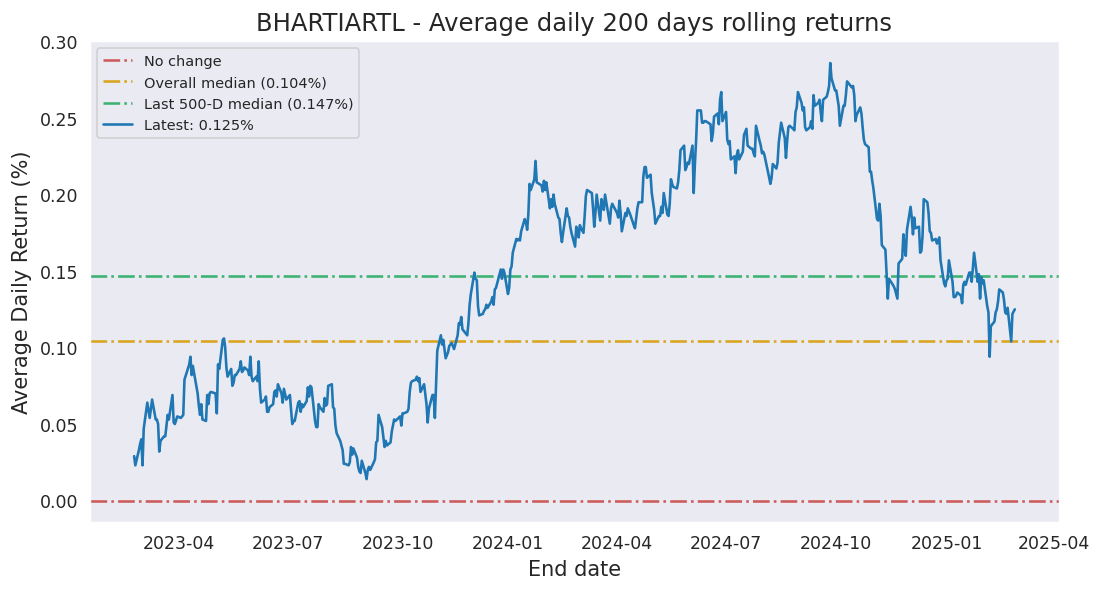 BHARTIARTL - Average daily 200 days rolling returns
No change
Overall median (0.104%)
Last 500-D median (0.147%)
Latest: 0.125%
Average Daily Return (%)
0.30
0.25
0.20
0.15
0.10
0.05
0.00
2023-04 2023-07 2023-10 2024-01 2024-04 2024-07 2024-10 2025-01 2025-04
End date